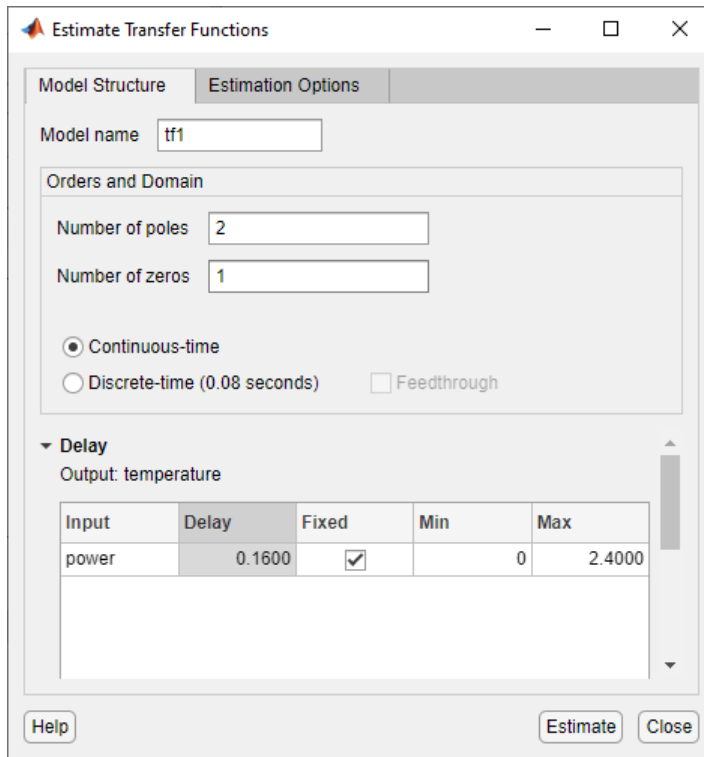 Estimate Transfer Functions
Model Structure Estimation Options
Model name tf1
Orders and Domain
Number of poles 2
Number of zeros 1
Continuous-time
Discrete-time (0.08 seconds) Feedthrough
Delay
Output: temperature
Input Delay Fixed Min Max
power 0.1600 0 2.4000
Help Estimate Close